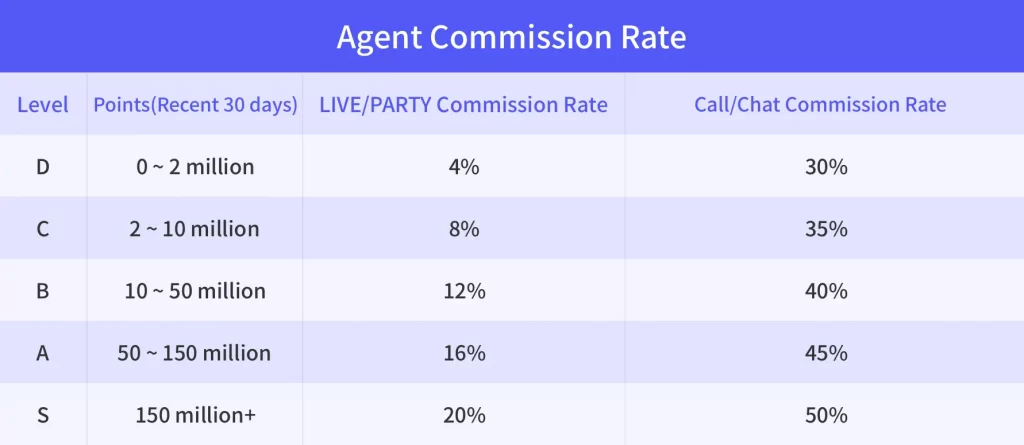 Agent Commission Rate
Level Points(Recent 30 days) LIVE/PARTY Commission Rate Call/Chat Commission Rate
D 0 ~ 2 million 4% 30%
C 2 ~ 10 million 8% 35%
B 10 ~ 50 million 12% 40%
A 50 ~ 150 million 16% 45%
S 150 million+ 20% 50%